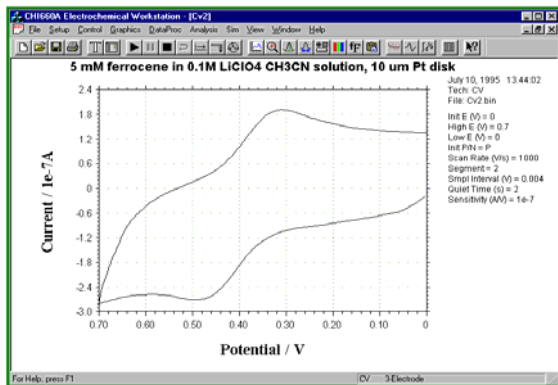 CHI660A Electrochemical Workstation - [Cv2]
File Setup Control Graphics DataProc Analysis Sim View Window Help
5 mM ferrocene in 0.1M LiClO4 CH3CN solution, 10 um Pt disk
July 10, 1995 13:44:02
Tech: CV
File: Cv2.bin
Init E (V) = 0
High E (V) = 0.7
Low E (V) = 0
Init P/N = P
Scan Rate (V/s) = 1000
Segment = 2
Smpl Interval (V) = 0.004
Quiet Time (s) = 2
Sensitivity (A/V) = 1e-7
Current / 1e-7A
2.4
1.8
1.2
0.6
0
-0.6
-1.2
-1.8
-2.4
-3.0
0.70 0.60 0.50 0.40 0.30 0.20 0.10 0
Potential / V
For Help, press F1
CV 3-Electrode